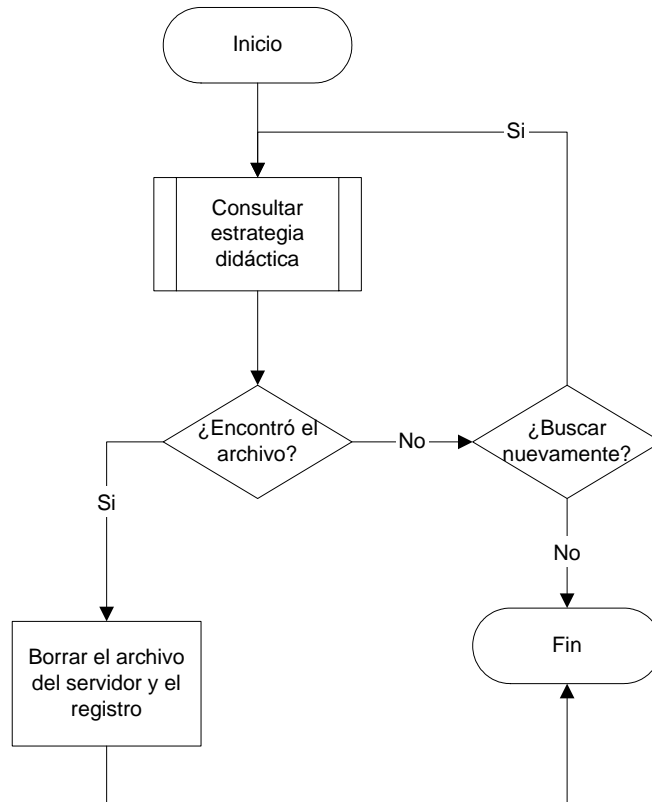 Inicio
Si
Consultar
estrategia
didáctica
¿Encontró el
archivo?
No
¿Buscar
nuevamente?
Si
No
Borrar el archivo
del servidor y el
registro
Fin